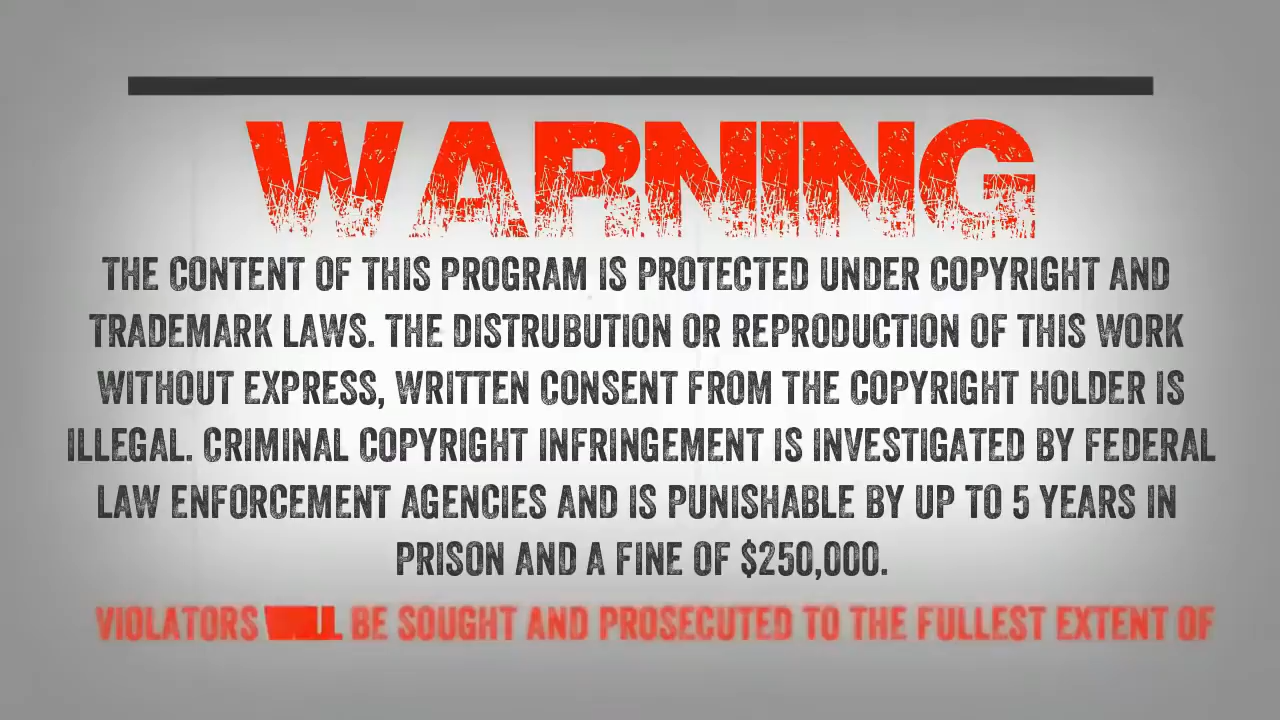 WARNING
THE CONTENT OF THIS PROGRAM IS PROTECTED UNDER COPYRIGHT AND
TRADEMARK LAWS. THE DISTRUBUTION OR REPRODUCTION OF THIS WORK
WITHOUT EXPRESS, WRITTEN CONSENT FROM THE COPYRIGHT HOLDER IS
ILLEGAL. CRIMINAL COPYRIGHT INFRINGEMENT IS INVESTIGATED BY FEDERAL
LAW ENFORCEMENT AGENCIES AND IS PUNISHABLE BY UP TO 5 YEARS IN
PRISON AND A FINE OF $250,000.
VIOLATORS WILL BE SOUGHT AND PROSECUTED TO THE FULLEST EXTENT OF